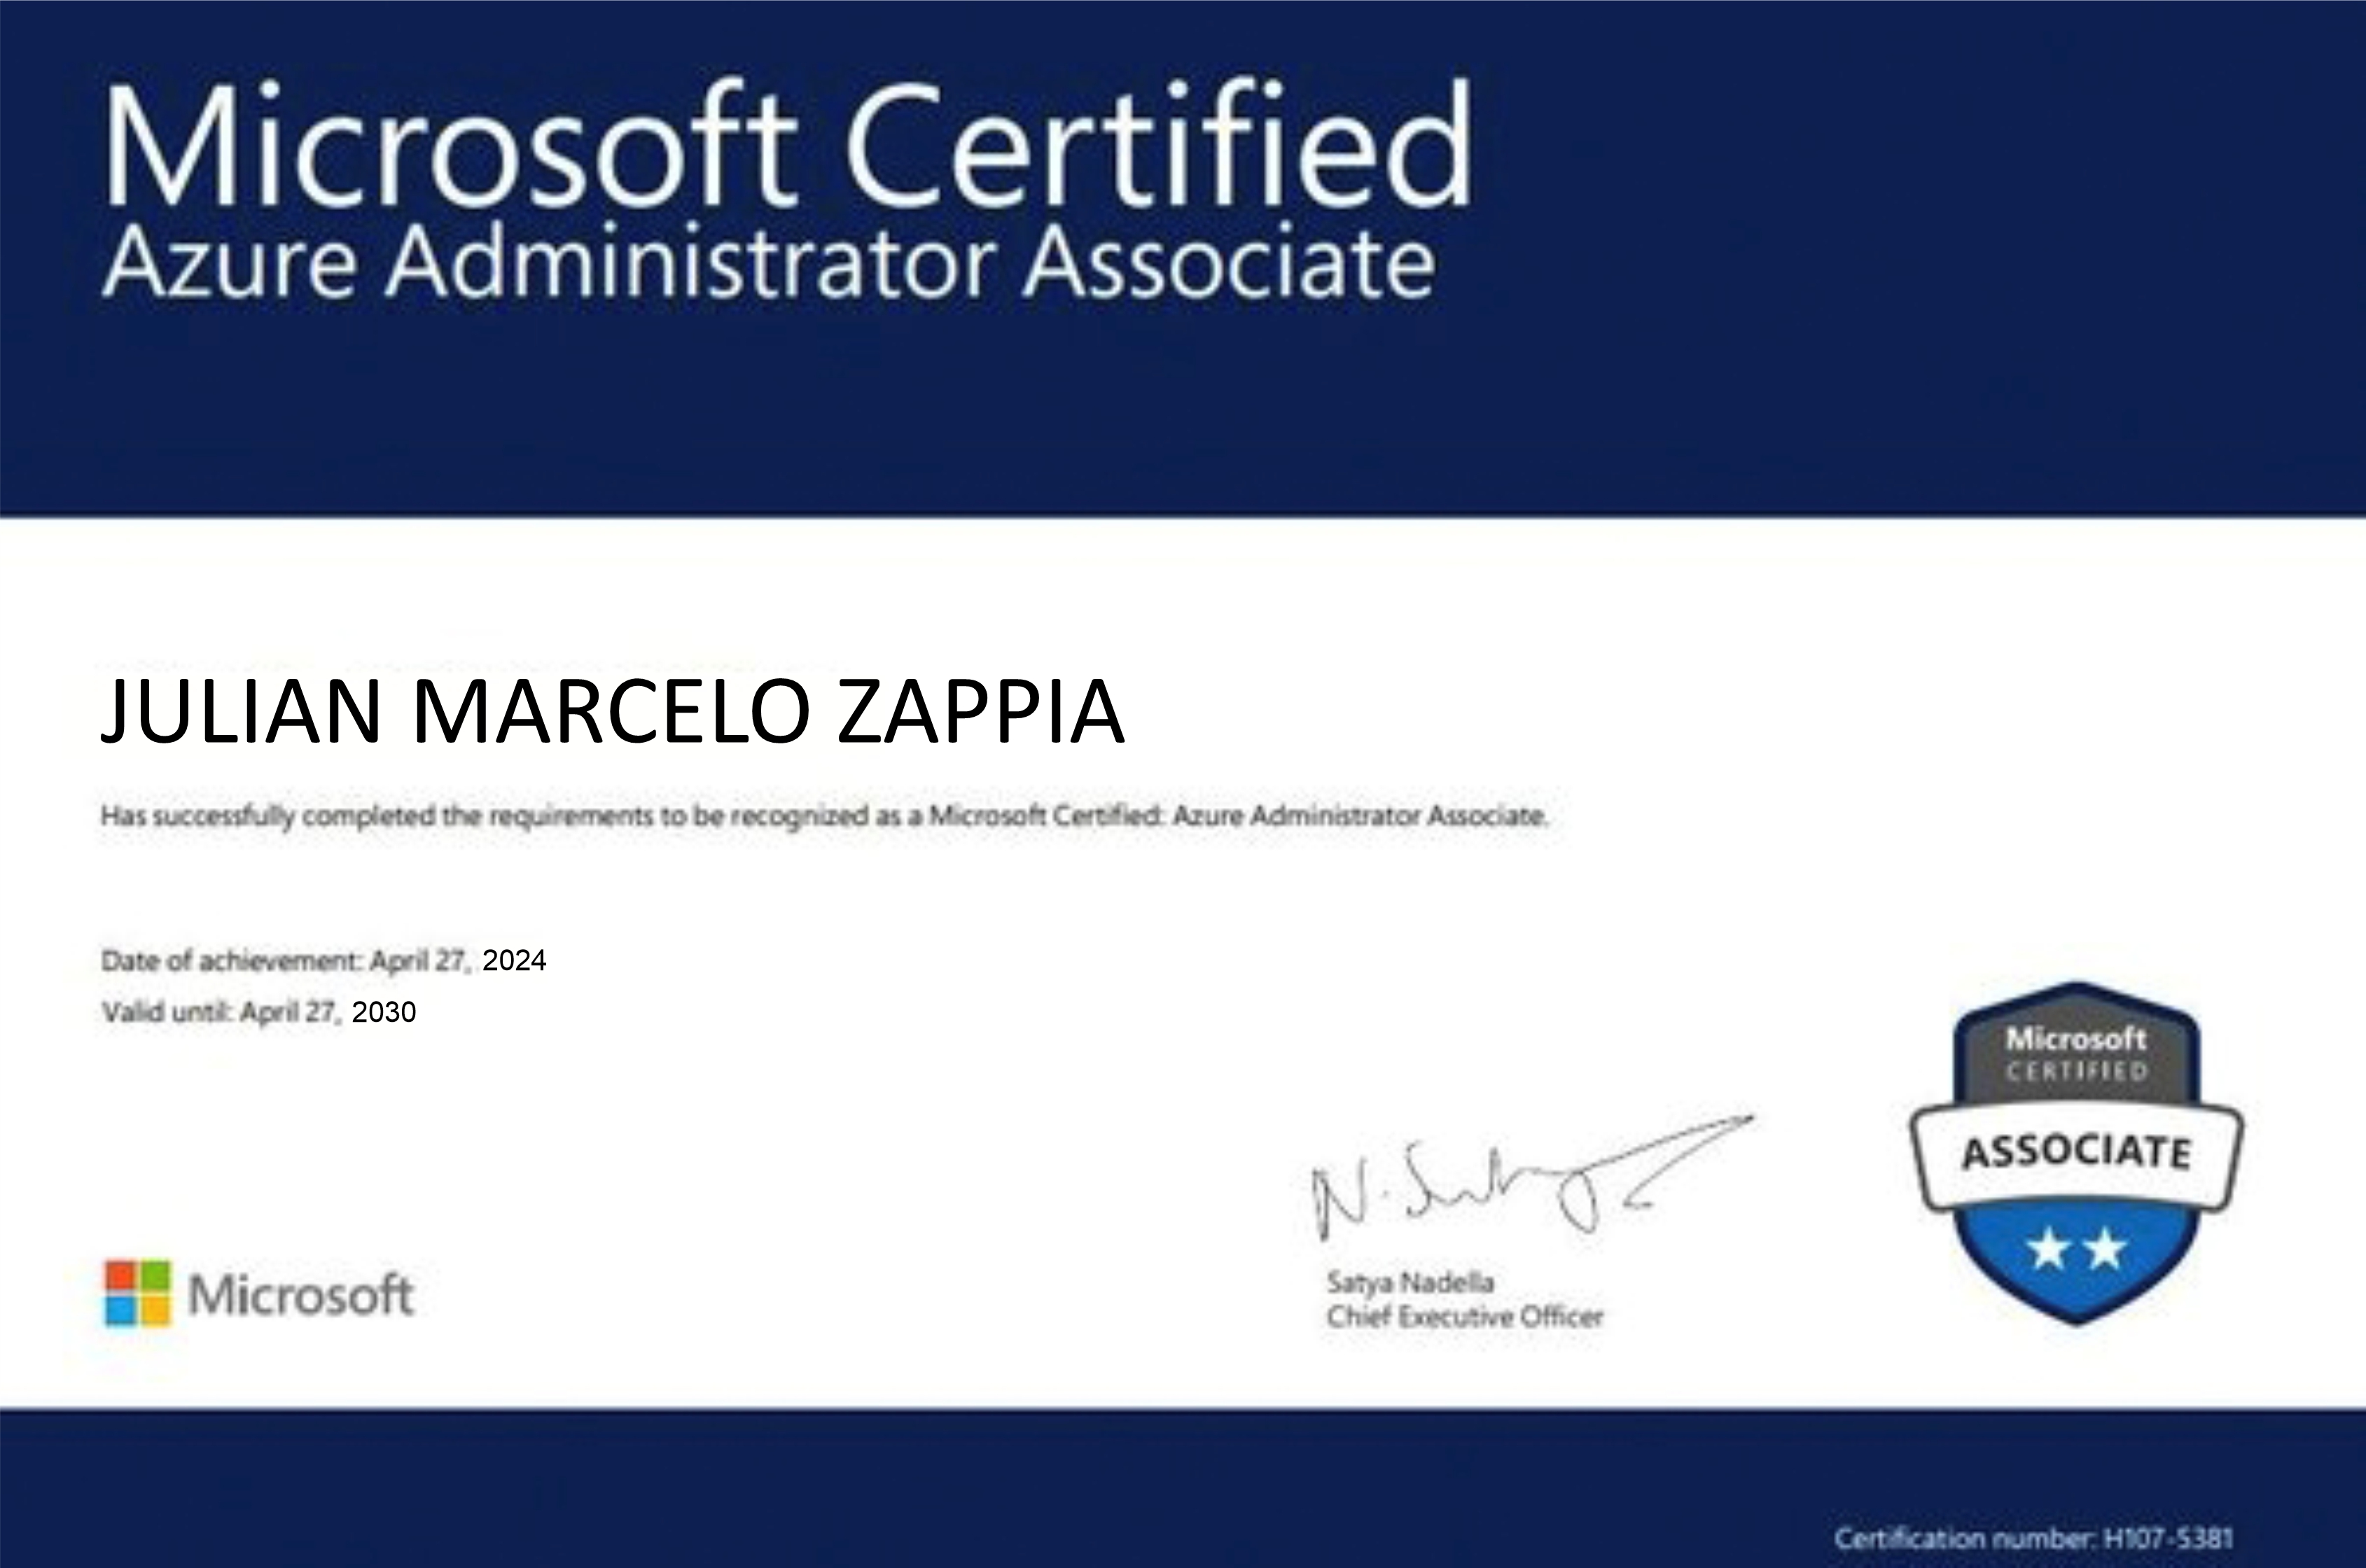 Microsoft Certified
Azure Administrator Associate
JULIAN MARCELO ZAPPIA
Has successfully completed the requirements to be recognized as a Microsoft Certified: Azure Administrator Associate.
Date of achievement: April 27, 2024
Valid until: April 27, 2030
Microsoft
CERTIFIED
ASSOCIATE
N. Satya
Satya Nadella
Chief Executive Officer
Microsoft
Certification number: H107-5381